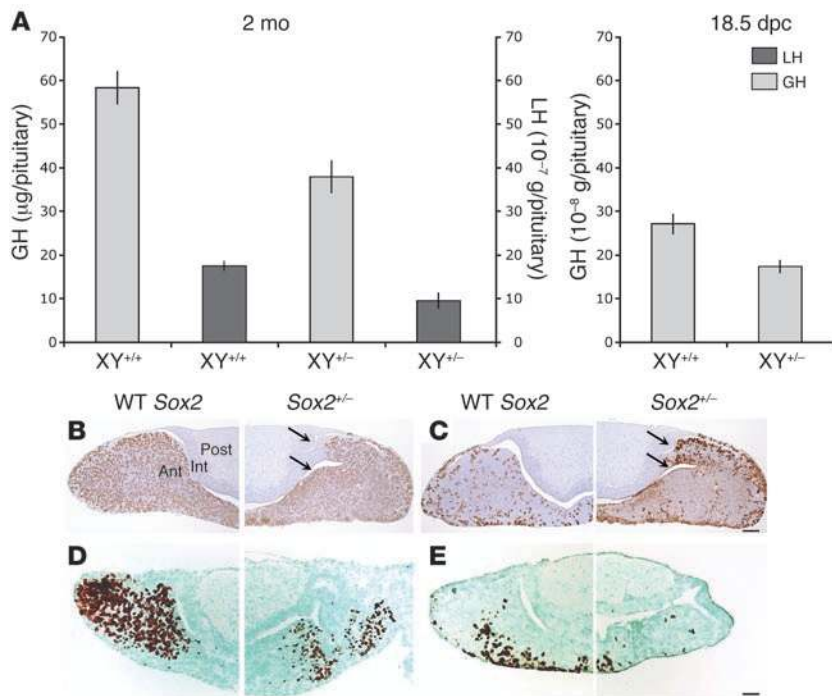 A
2 mo
18.5 dpc
GH (µg/pituitary)
70
60
50
40
30
20
10
0
XY+/+
XY+/+
XY+/−
XY+/−
70
60
50
40
30
20
10
0
LH (10−7 g/pituitary)
GH (10−8 g/pituitary)
70
60
50
40
30
20
10
0
LH
GH
XY+/+
XY+/−
WT Sox2
Sox2+/−
WT Sox2
Sox2+/−
B
Post
Int
Ant
C
D
E